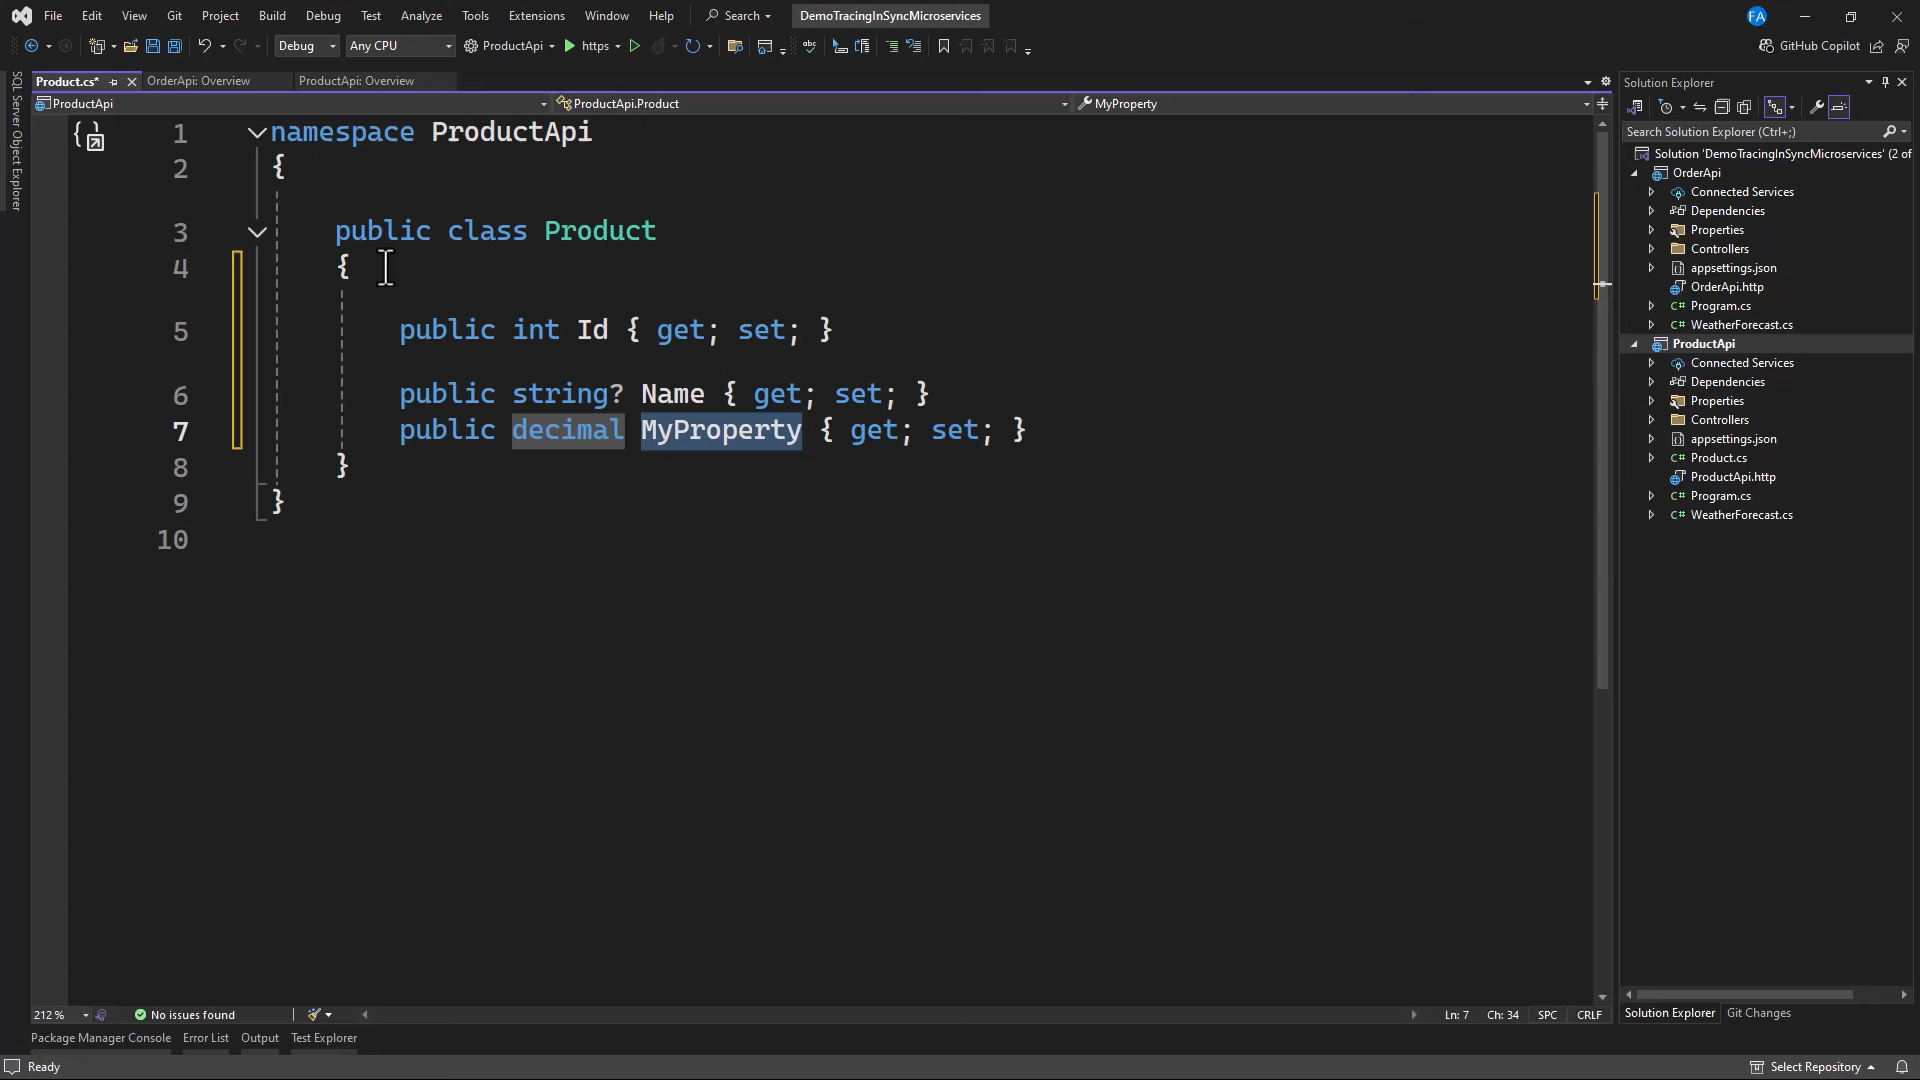 File Edit View Git Project Build Debug Test Analyze Tools Extensions Window Help Search DemoTracingInSyncMicroservices FA
Debug Any CPU ProductApi https GitHub Copilot
Product.cs* OrderApi: Overview ProductApi: Overview
ProductApi ProductApi.Product MyProperty
SQL Server Object Explorer
1 namespace ProductApi
2 {
3 public class Product
4 {
5 public int Id { get; set; }
6 public string? Name { get; set; }
7 public decimal MyProperty { get; set; }
8 }
9 }
10
Solution Explorer
Search Solution Explorer (Ctrl+;)
Solution 'DemoTracingInSyncMicroservices' (2 of
OrderApi
Connected Services
Dependencies
Properties
Controllers
appsettings.json
OrderApi.http
C# Program.cs
C# WeatherForecast.cs
ProductApi
Connected Services
Dependencies
Properties
Controllers
appsettings.json
C# Product.cs
ProductApi.http
C# Program.cs
C# WeatherForecast.cs
212 % No issues found Ln: 7 Ch: 34 SPC CRLF
Solution Explorer Git Changes
Package Manager Console Error List Output Test Explorer
Ready Select Repository